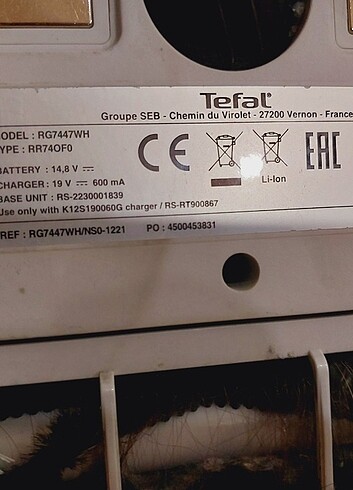 Tefal
Groupe SEB - Chemin du Virolet - 27200 Vernon - France
MODEL : RG7447WH
TYPE : RR74OF0
BATTERY : 14,8 V
CHARGER : 19 V 600 mA
BASE UNIT : RS-2230001839
Use only with K12S190060G charger / RS-RT900867
CE
Li-Ion
EAC
REF : RG7447WH/NS0-1221 PO : 4500453831